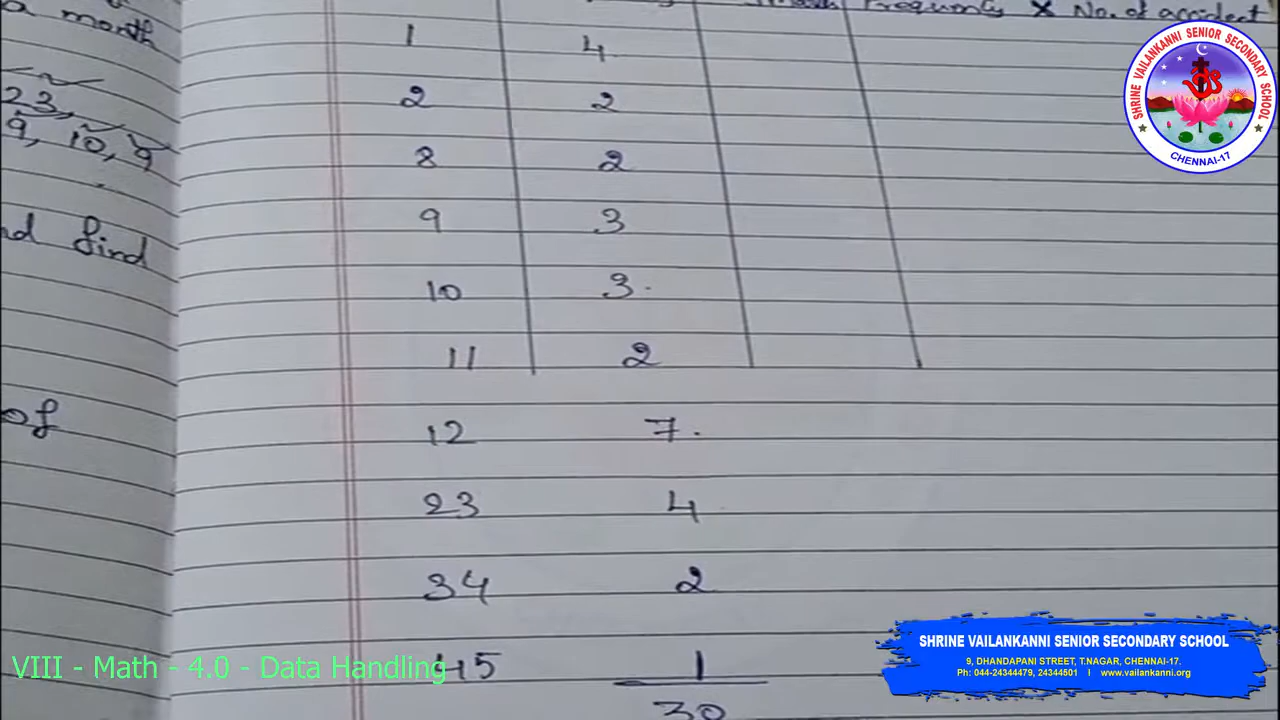 a month
23,
9, 10, 9
nd find
of
Frequency X No. of accident
1 4
2 2
8 2
9 3
10 3.
11 2
12 7.
23 4
34 2
45 1
30
SHRINE VAILANKANNI SENIOR SECONDARY SCHOOL
CHENNAI-17
VIII - Math - 4.0 - Data Handling
SHRINE VAILANKANNI SENIOR SECONDARY SCHOOL
9, DHANDAPANI STREET, T.NAGAR, CHENNAI-17.
Ph: 044-24344479, 24344501 I www.vailankanni.org